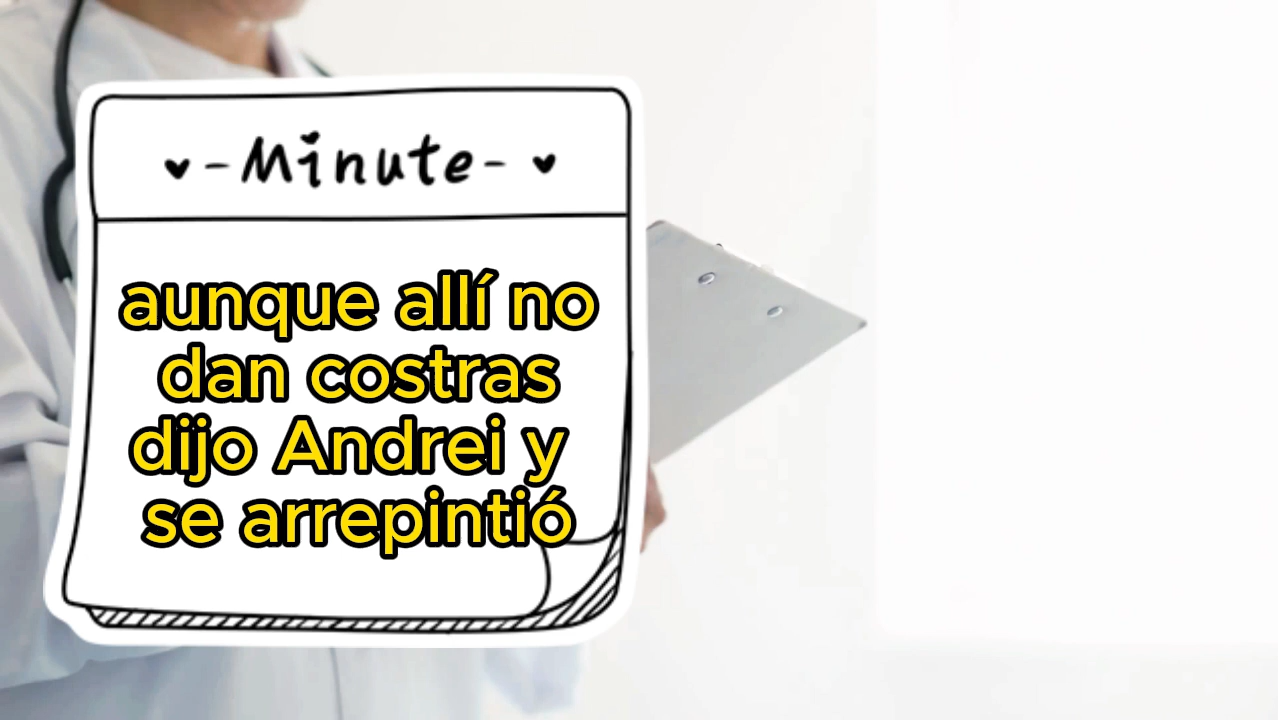 -Minute-
aunque allí no
dan costras
dijo Andrei y
se arrepintió